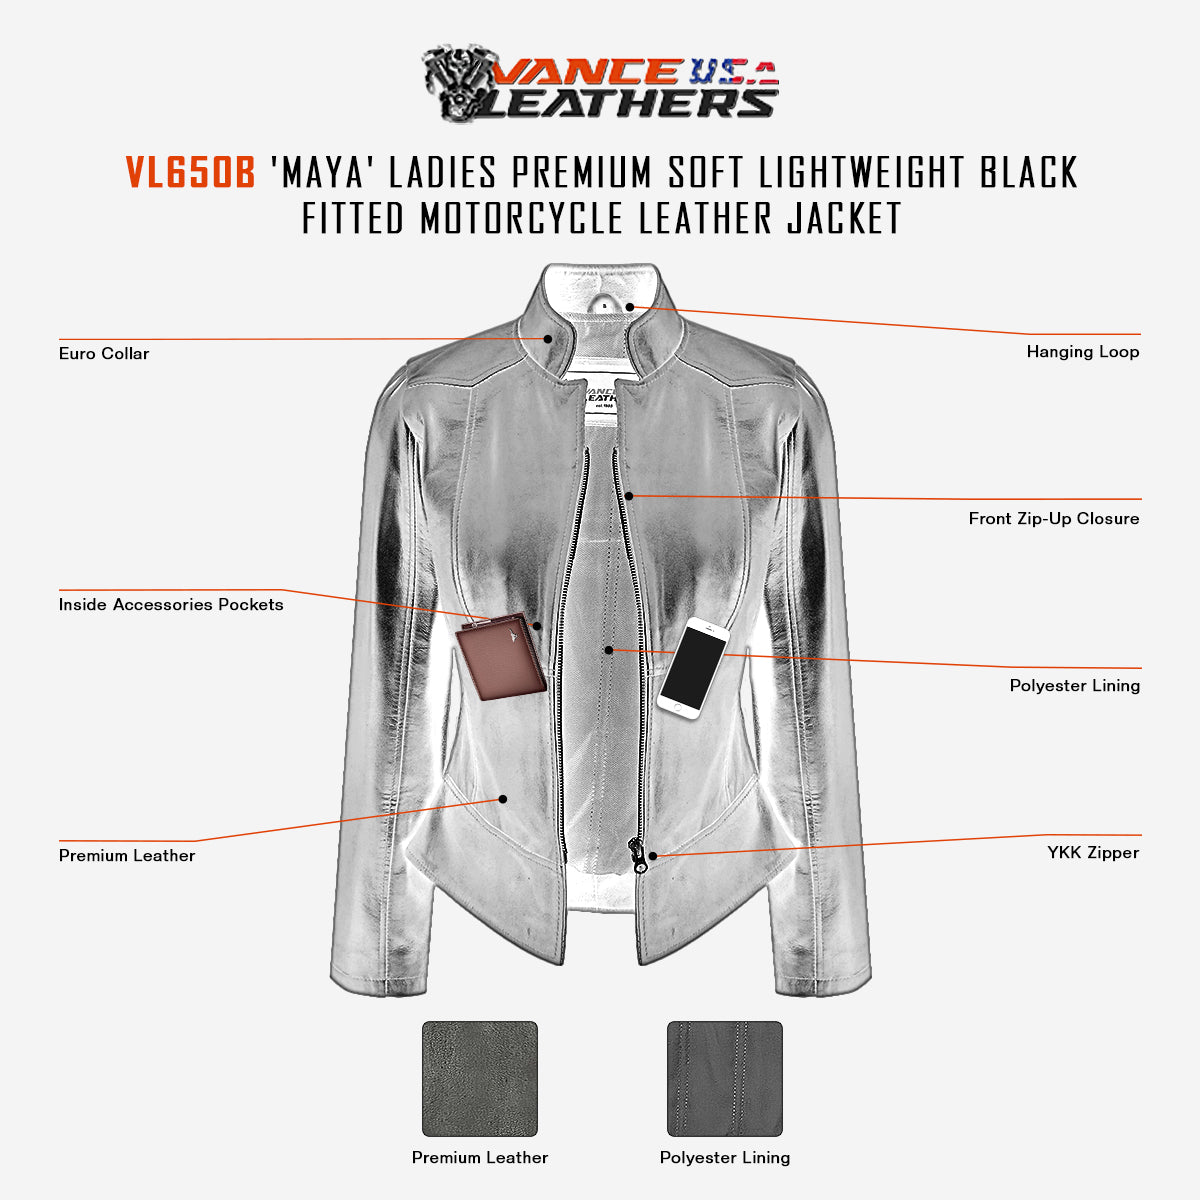 VANCE USA
LEATHERS
VL650B 'MAYA' LADIES PREMIUM SOFT LIGHTWEIGHT BLACK
FITTED MOTORCYCLE LEATHER JACKET
Euro Collar
Hanging Loop
Front Zip-Up Closure
Inside Accessories Pockets
Polyester Lining
Premium Leather
YKK Zipper
Premium Leather
Polyester Lining